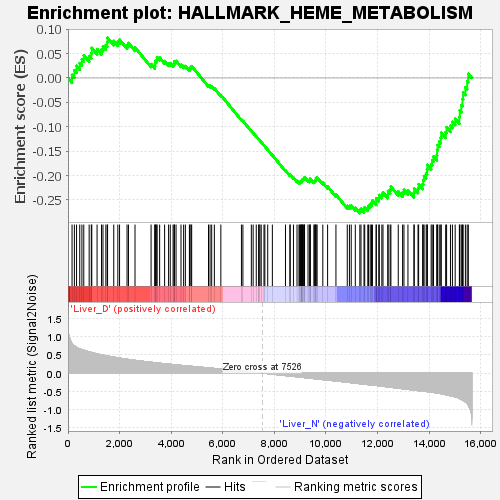 Enrichment plot: HALLMARK_HEME_METABOLISM
Enrichment score (ES)
0.10
0.05
0.00
-0.05
-0.10
-0.15
-0.20
-0.25
Ranked list metric (Signal2Noise)
1.5
1.0
0.5
0.0
-0.5
-1.0
-1.5
'Liver_D' (positively correlated)
Zero cross at 7526
'Liver_N' (negatively correlated)
0 2,000 4,000 6,000 8,000 10,000 12,000 14,000 16,000
Rank in Ordered Dataset
Enrichment profile Hits Ranking metric scores